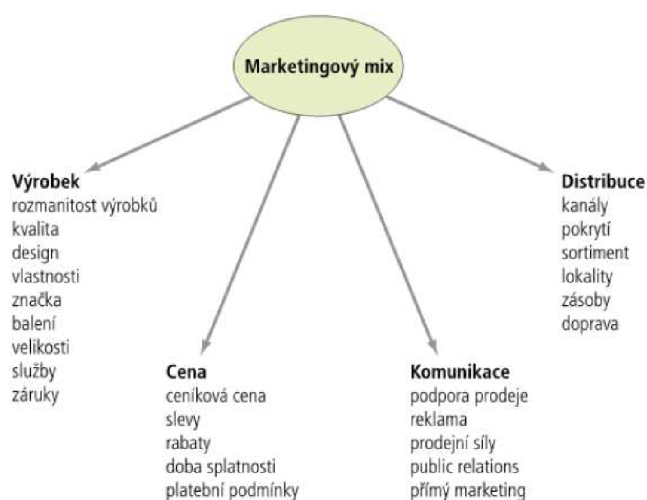 Marketingový mix
Výrobek
rozmanitost výrobků
kvalita
design
vlastnosti
značka
balení
velikosti
služby
záruky
Cena
ceníková cena
slevy
rabaty
doba splatnosti
platební podmínky
Komunikace
podpora prodeje
reklama
prodejní síly
public relations
přímý marketing
Distribuce
kanály
pokrytí
sortiment
lokality
zásoby
doprava